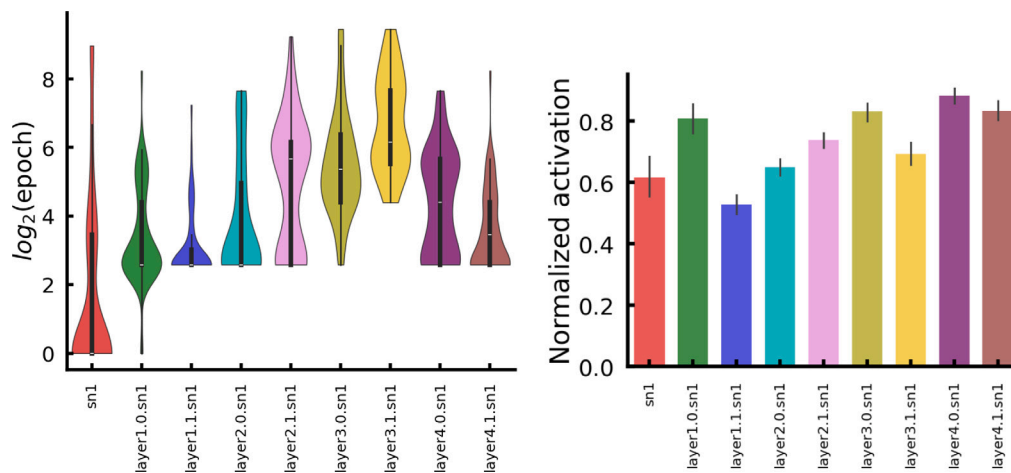 log₂(epoch)
8
6
4
2
0
sn1
layer1.0.sn1
layer1.1.sn1
layer2.0.sn1
layer2.1.sn1
layer3.0.sn1
layer3.1.sn1
layer4.0.sn1
layer4.1.sn1
Normalized activation
0.8
0.6
0.4
0.2
0.0
sn1
layer1.0.sn1
layer1.1.sn1
layer2.0.sn1
layer2.1.sn1
layer3.0.sn1
layer3.1.sn1
layer4.0.sn1
layer4.1.sn1